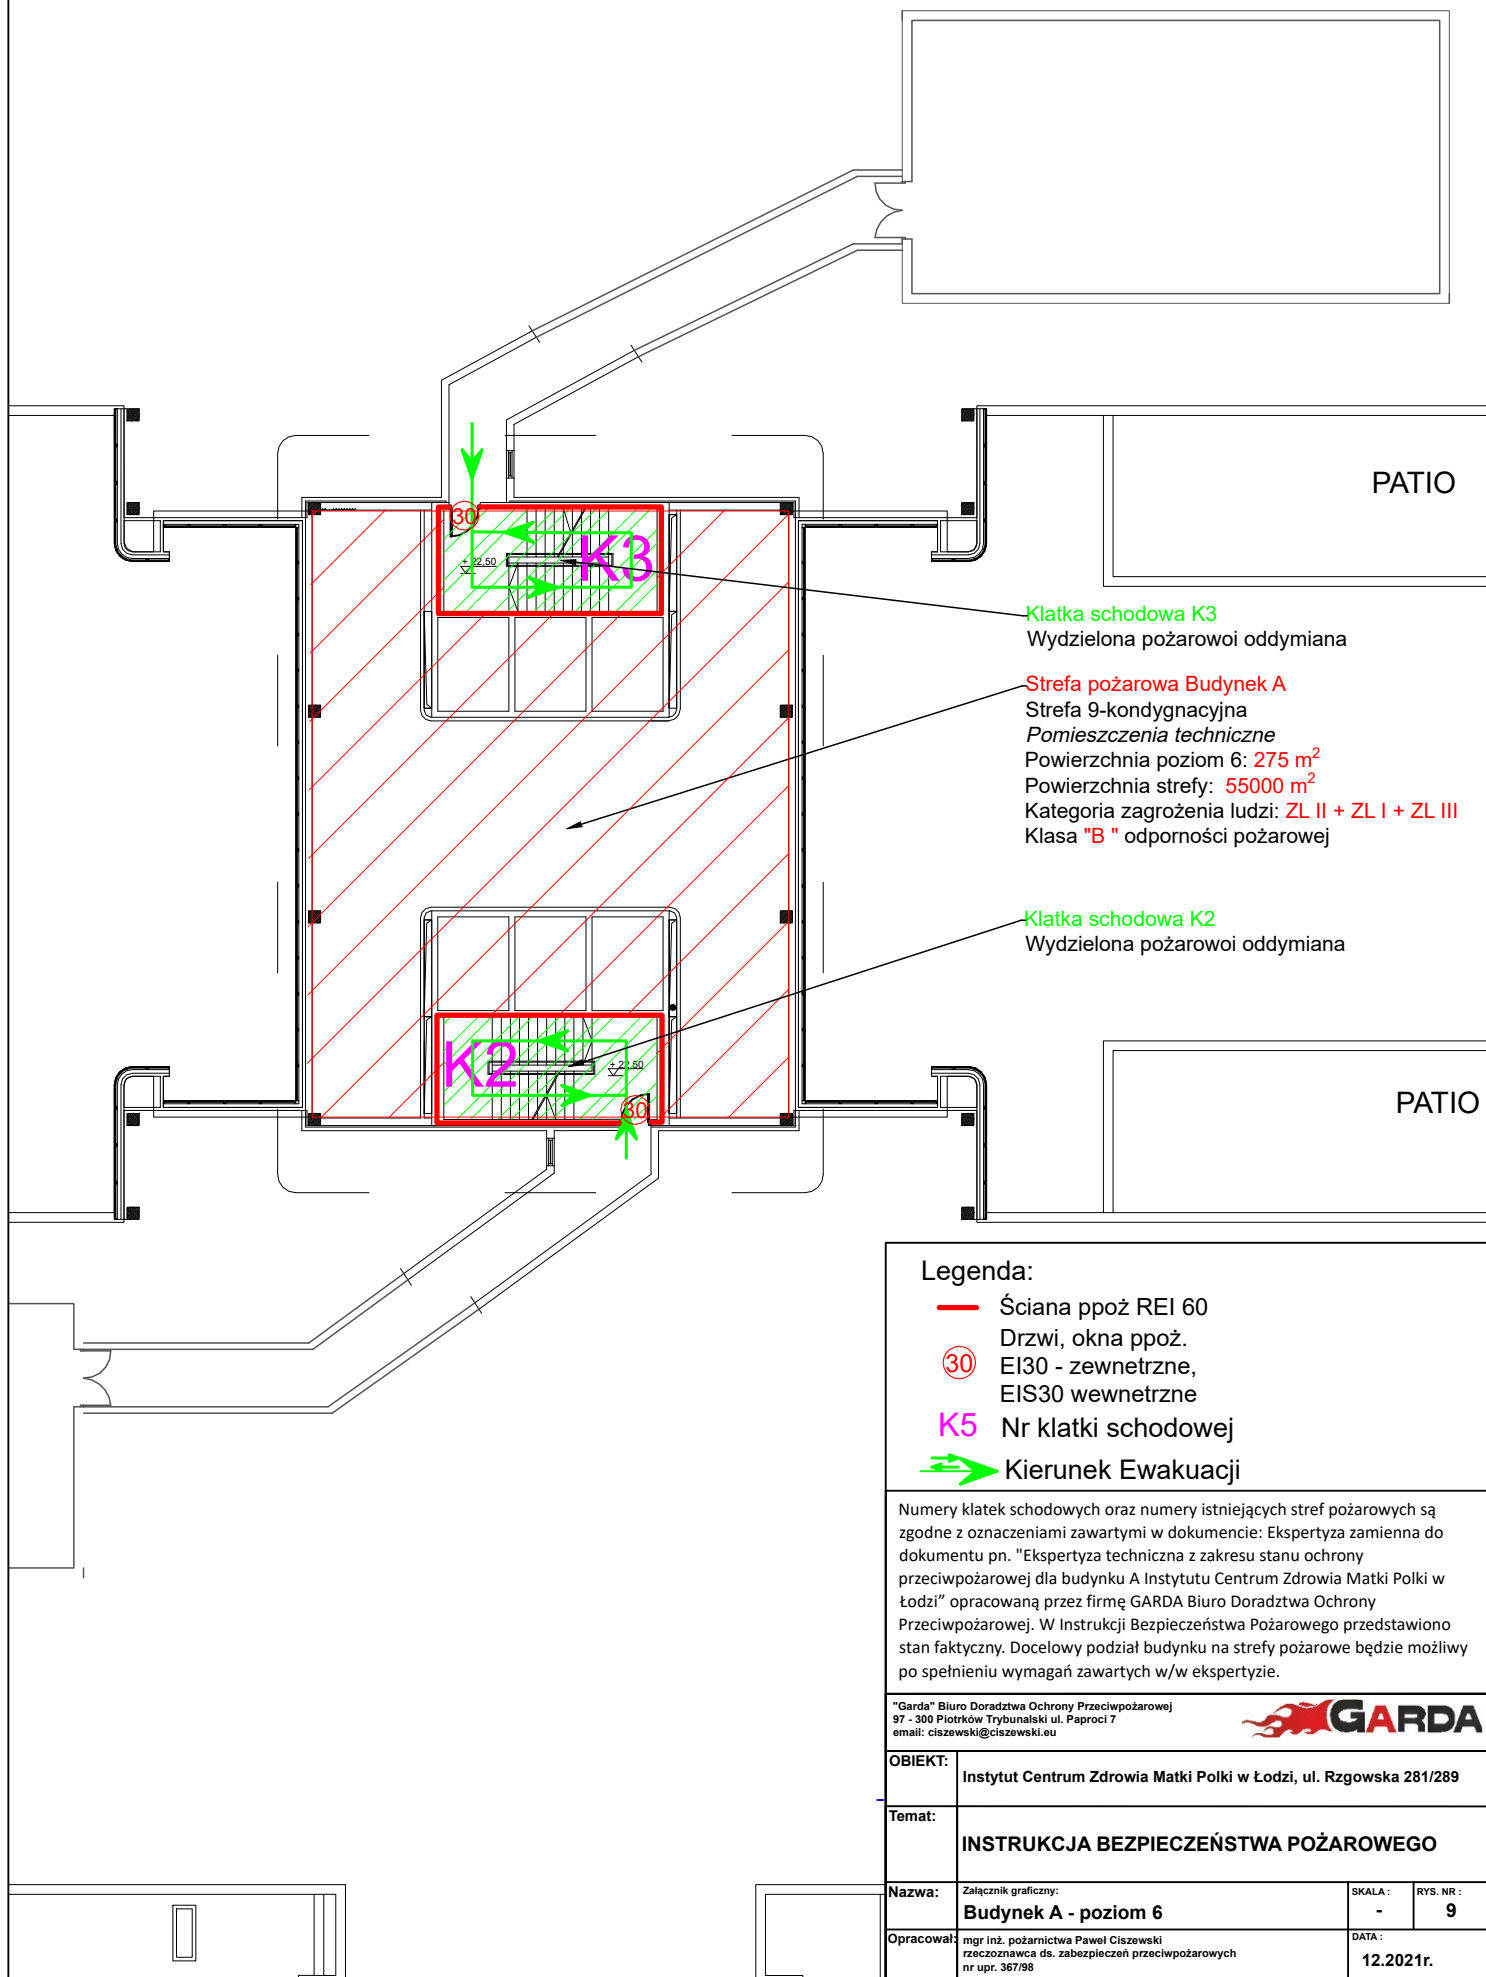 PATIO
30
+ 22,50
K3
Klatka schodowa K3
Wydzielona pożarowoi oddymiana
Strefa pożarowa Budynek A
Strefa 9-kondygnacyjna
Pomieszczenia techniczne
Powierzchnia poziom 6: 275 m²
Powierzchnia strefy: 55000 m²
Kategoria zagrożenia ludzi: ZL II + ZL I + ZL III
Klasa "B " odporności pożarowej
Klatka schodowa K2
Wydzielona pożarowoi oddymiana
K2
+ 22,50
30
PATIO
Legenda:
Ściana ppoż REI 60
Drzwi, okna ppoż.
30 EI30 - zewnetrzne,
EIS30 wewnetrzne
K5 Nr klatki schodowej
Kierunek Ewakuacji
Numery klatek schodowych oraz numery istniejących stref pożarowych są
zgodne z oznaczeniami zawartymi w dokumencie: Ekspertyza zamienna do
dokumentu pn. "Ekspertyza techniczna z zakresu stanu ochrony
przeciwpożarowej dla budynku A Instytutu Centrum Zdrowia Matki Polki w
Łodzi” opracowaną przez firmę GARDA Biuro Doradztwa Ochrony
Przeciwpożarowej. W Instrukcji Bezpieczeństwa Pożarowego przedstawiono
stan faktyczny. Docelowy podział budynku na strefy pożarowe będzie możliwy
po spełnieniu wymagań zawartych w/w ekspertyzie.
"Garda" Biuro Doradztwa Ochrony Przeciwpożarowej
97 - 300 Piotrków Trybunalski ul. Paproci 7
email: ciszewski@ciszewski.eu
GARDA
OBIEKT: Instytut Centrum Zdrowia Matki Polki w Łodzi, ul. Rzgowska 281/289
Temat:
INSTRUKCJA BEZPIECZEŃSTWA POŻAROWEGO
Nazwa: Załącznik graficzny: SKALA : RYS. NR :
Budynek A - poziom 6 - 9
Opracował: mgr inż. pożarnictwa Paweł Ciszewski DATA :
rzeczoznawca ds. zabezpieczeń przeciwpożarowych
nr upr. 367/98 12.2021r.